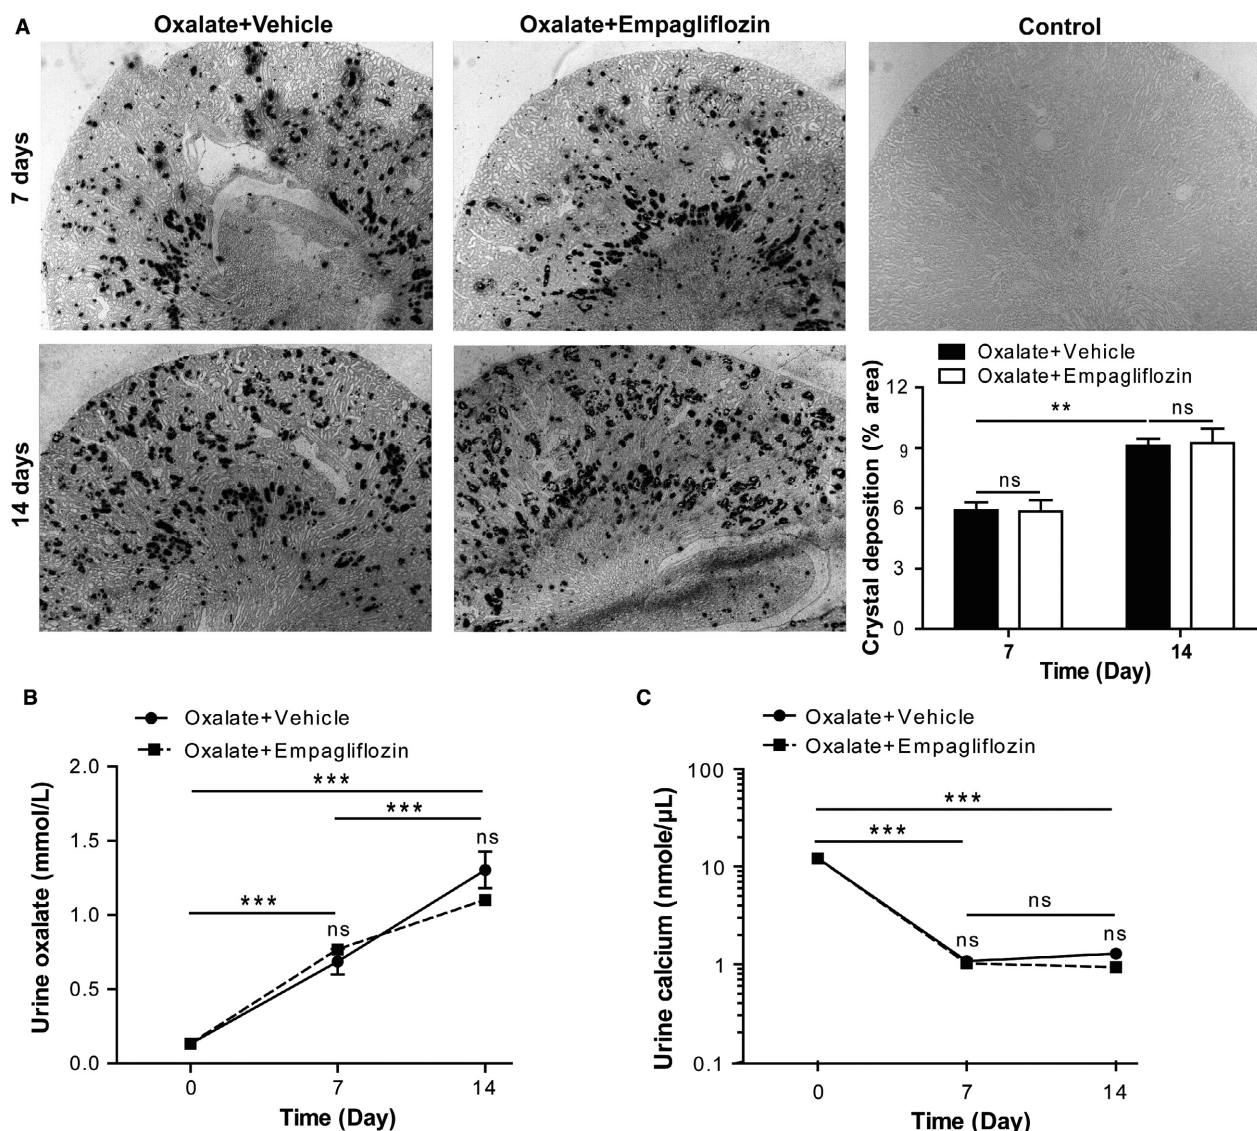 A
Oxalate+Vehicle
Oxalate+Empagliflozin
Control
7 days
14 days
Oxalate+Vehicle
Oxalate+Empagliflozin
Crystal deposition (% area)
12
9
6
3
0
**
ns
ns
7
14
Time (Day)
B
Oxalate+Vehicle
Oxalate+Empagliflozin
Urine oxalate (mmol/L)
2.0
1.5
1.0
0.5
0.0
***
***
ns
***
ns
0
7
14
Time (Day)
C
Oxalate+Vehicle
Oxalate+Empagliflozin
Urine calcium (nmole/µL)
100
10
1
0.1
***
***
ns
ns
ns
0
7
14
Time (Day)